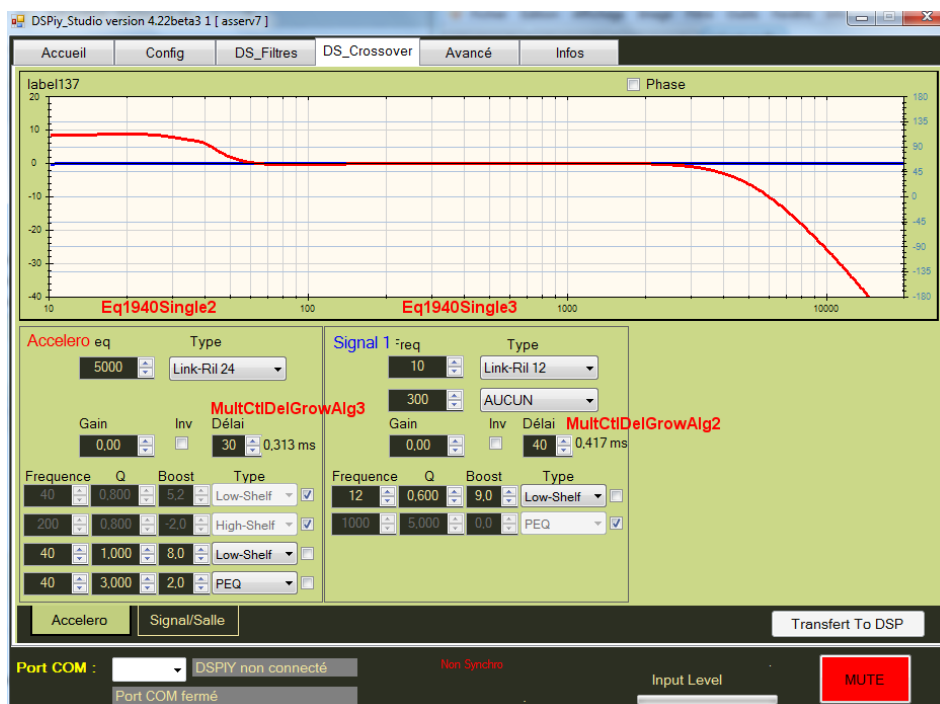 DSPiy_Studio version 4.22beta3 1 [ asserv7 ]
Accueil Config DS_Filtres DS_Crossover Avancé Infos
label137 Phase
20 180
135
10 90
0 45
-10 0
-45
-20 -90
-30 -135
-40 -180
10 100 1000 10000
Eq1940Single2 Eq1940Single3
Accelero eq Type
5000 Link-Ril 24
MultCtlDelGrowAlg3
Gain Inv Délai
0,00 30 0,313 ms
Frequence Q Boost Type
40 0,800 5,2 Low-Shelf
200 0,800 -2,0 High-Shelf
40 1,000 8,0 Low-Shelf
40 3,000 2,0 PEQ
Signal 1 Freq Type
10 Link-Ril 12
300 AUCUN
Gain Inv Délai MultCtlDelGrowAlg2
0,00 40 0,417 ms
Frequence Q Boost Type
12 0,600 9,0 Low-Shelf
1000 5,000 0,0 PEQ
Accelero Signal/Salle
Transfert To DSP
Port COM : DSPIY non connecté
Port COM fermé
Non Synchro
Input Level
MUTE